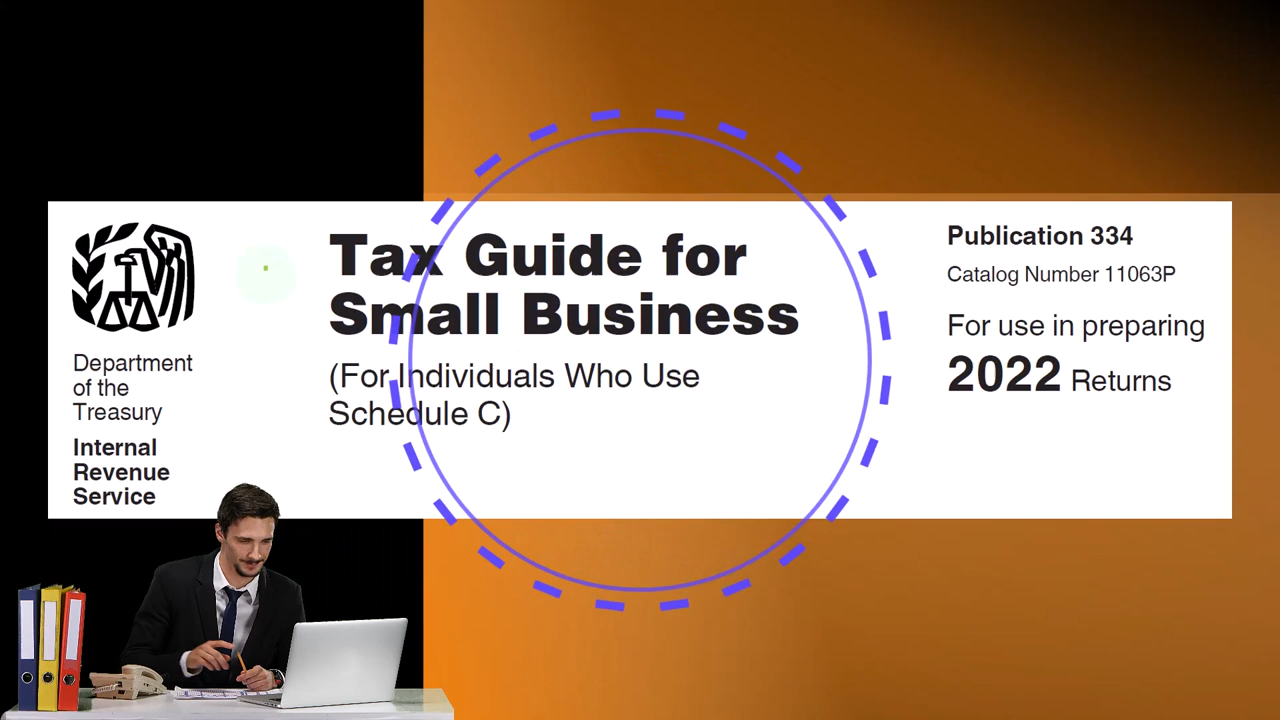 Department
of the
Treasury
Internal
Revenue
Service
Tax Guide for
Small Business
(For Individuals Who Use
Schedule C)
Publication 334
Catalog Number 11063P
For use in preparing
2022 Returns